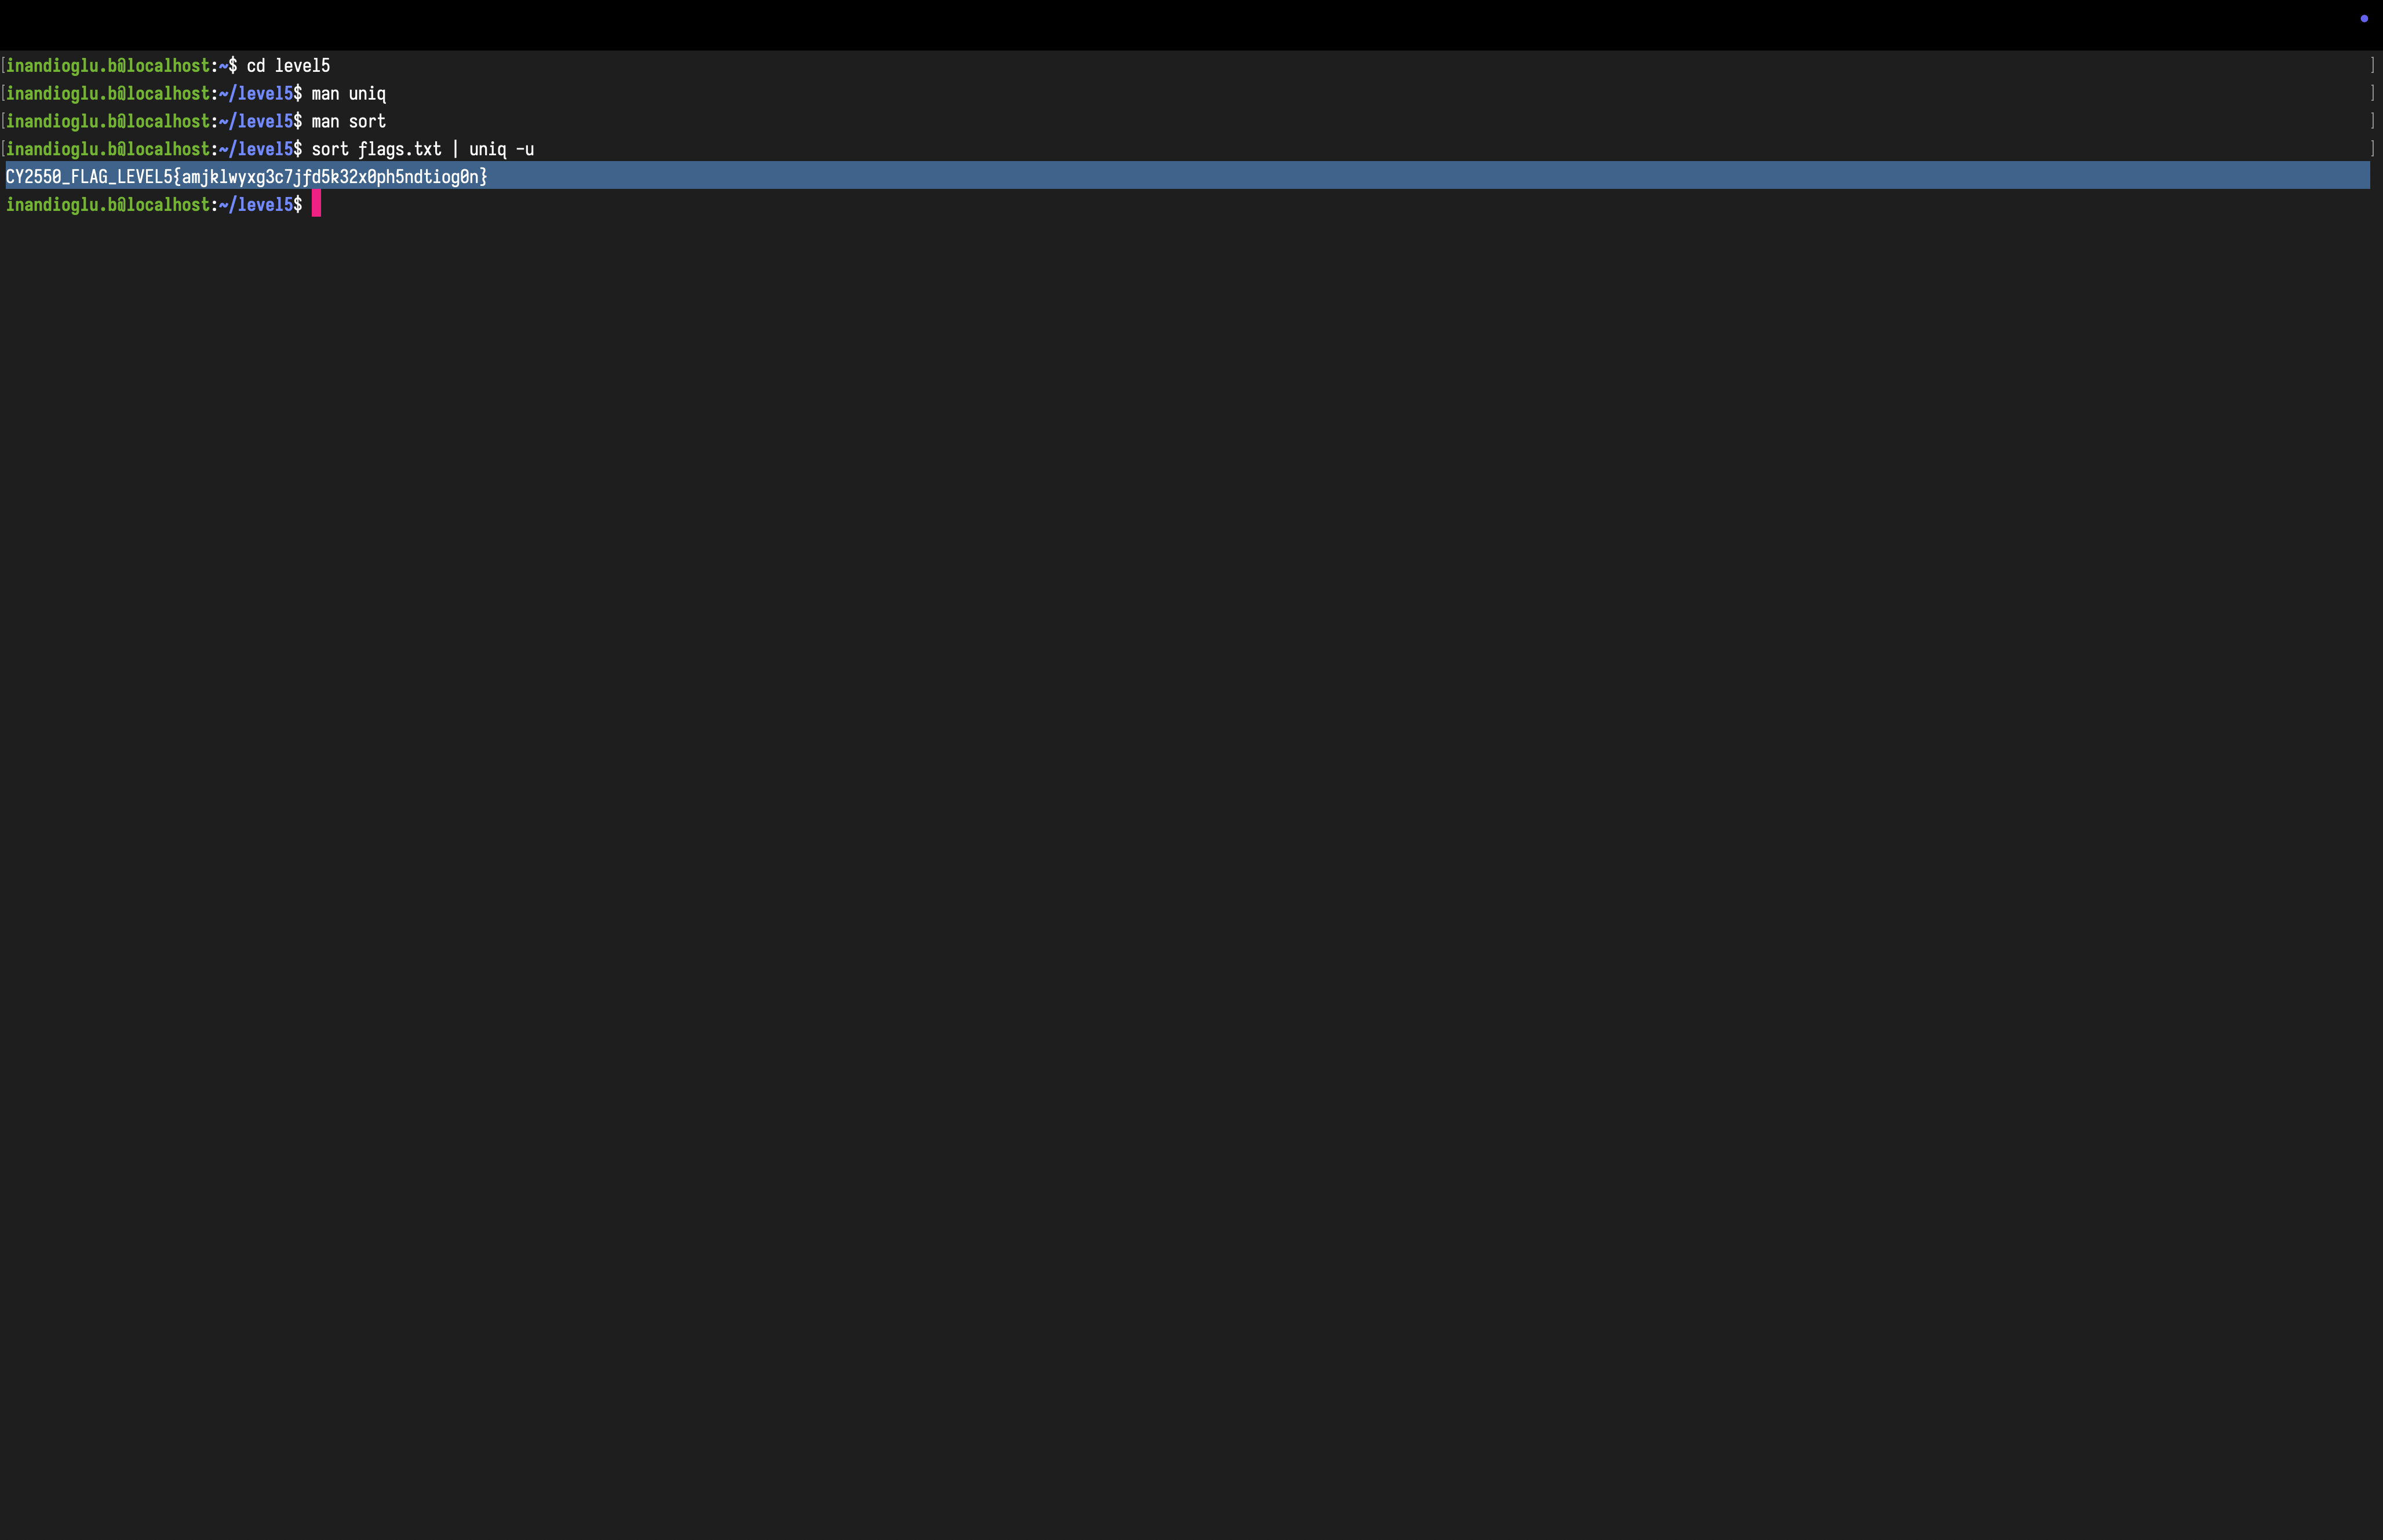 [inandioglu.b@localhost:~$ cd level5 ]
[inandioglu.b@localhost:~/level5$ man uniq ]
[inandioglu.b@localhost:~/level5$ man sort ]
[inandioglu.b@localhost:~/level5$ sort flags.txt | uniq -u ]
CY2550_FLAG_LEVEL5{amjklwyxg3c7jfd5k32x0ph5ndtiog0n}
inandioglu.b@localhost:~/level5$